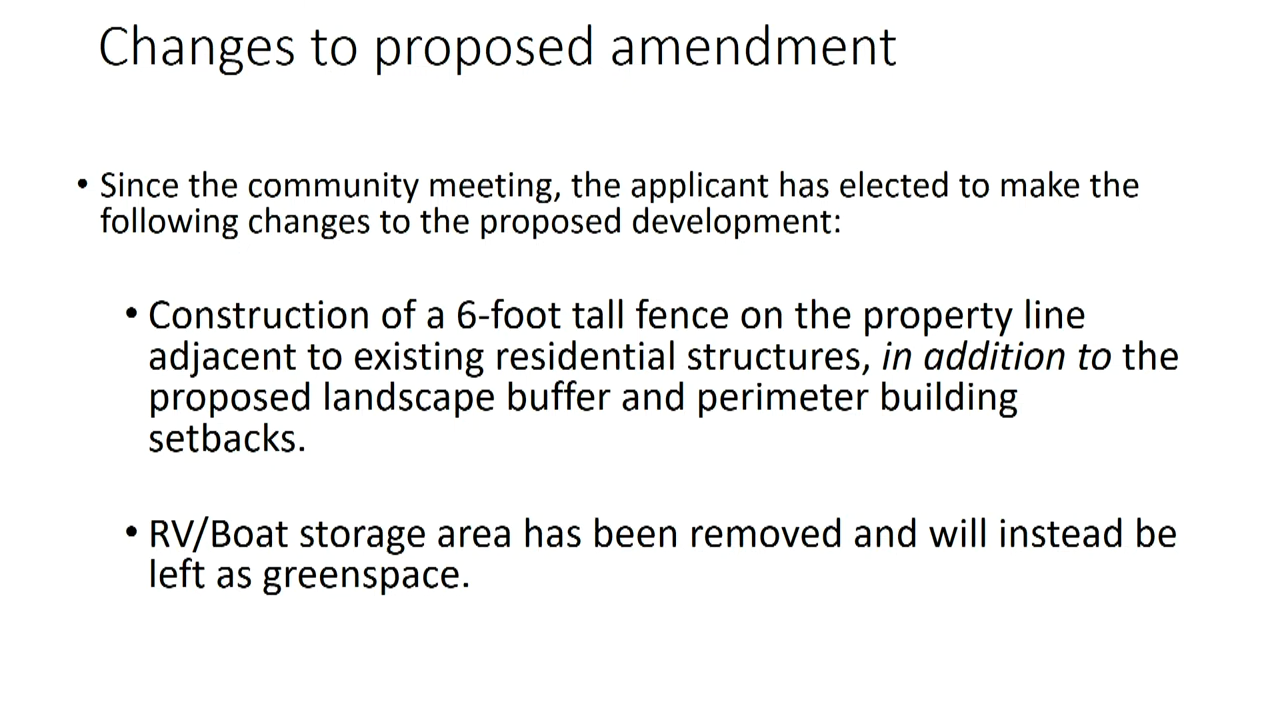 Changes to proposed amendment
• Since the community meeting, the applicant has elected to make the
following changes to the proposed development:
• Construction of a 6-foot tall fence on the property line
adjacent to existing residential structures, in addition to the
proposed landscape buffer and perimeter building
setbacks.
• RV/Boat storage area has been removed and will instead be
left as greenspace.